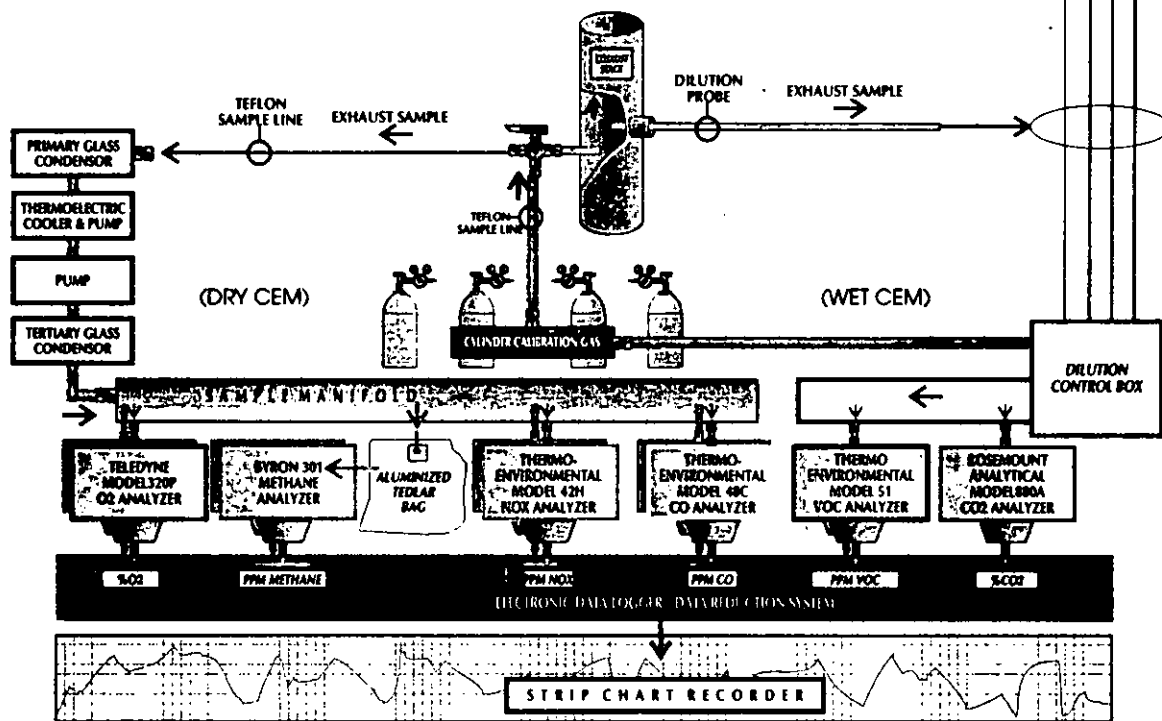 EXHAUST
STACK
DILUTION
PROBE
EXHAUST SAMPLE
TEFLON
SAMPLE LINE
EXHAUST SAMPLE
PRIMARY GLASS
CONDENSOR
THERMOELECTRIC
COOLER & PUMP
PUMP
TERTIARY GLASS
CONDENSOR
TEFLON
SAMPLE LINE
(DRY CEM)
(WET CEM)
CYLINDER CALIBRATION GAS
DILUTION
CONTROL BOX
SAMPLE MANIFOLD
TELEDYNE
MODEL320P
O2 ANALYZER
BYRON 301
METHANE
ANALYZER
ALUMINIZED
TEDLAR
BAG
THERMO-
ENVIRONMENTAL
MODEL 42H
NOX ANALYZER
THERMO-
ENVIRONMENTAL
MODEL 48C
CO ANALYZER
THERMO
ENVIRONMENTAL
MODEL 51
VOC ANALYZER
ROSEMOUNT
ANALYTICAL
MODEL880A
CO2 ANALYZER
%O2
PPM METHANE
PPM NOX
PPM CO
PPM VOC
%CO2
ELECTRONIC DATA LOGGER DATA REDUCTION SYSTEM
STRIP CHART RECORDER